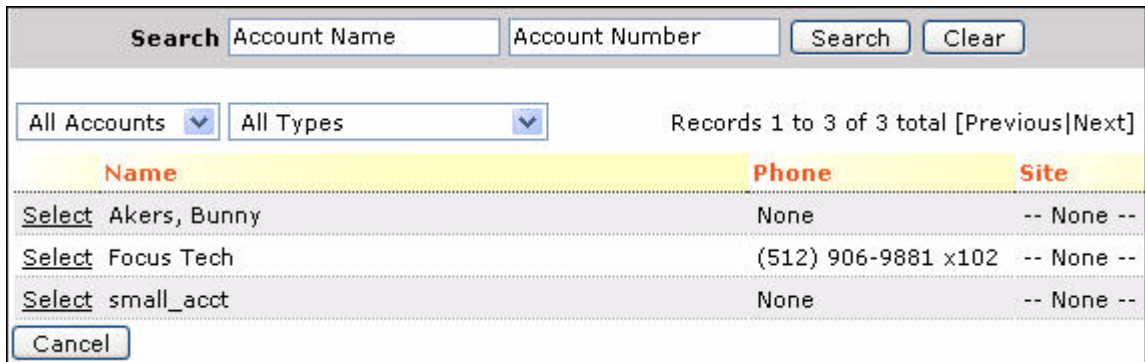 Search Account Name Account Number Search Clear
All Accounts All Types Records 1 to 3 of 3 total [Previous|Next]
Name Phone Site
Select Akers, Bunny None -- None --
Select Focus Tech (512) 906-9881 x102 -- None --
Select small_acct None -- None --
Cancel